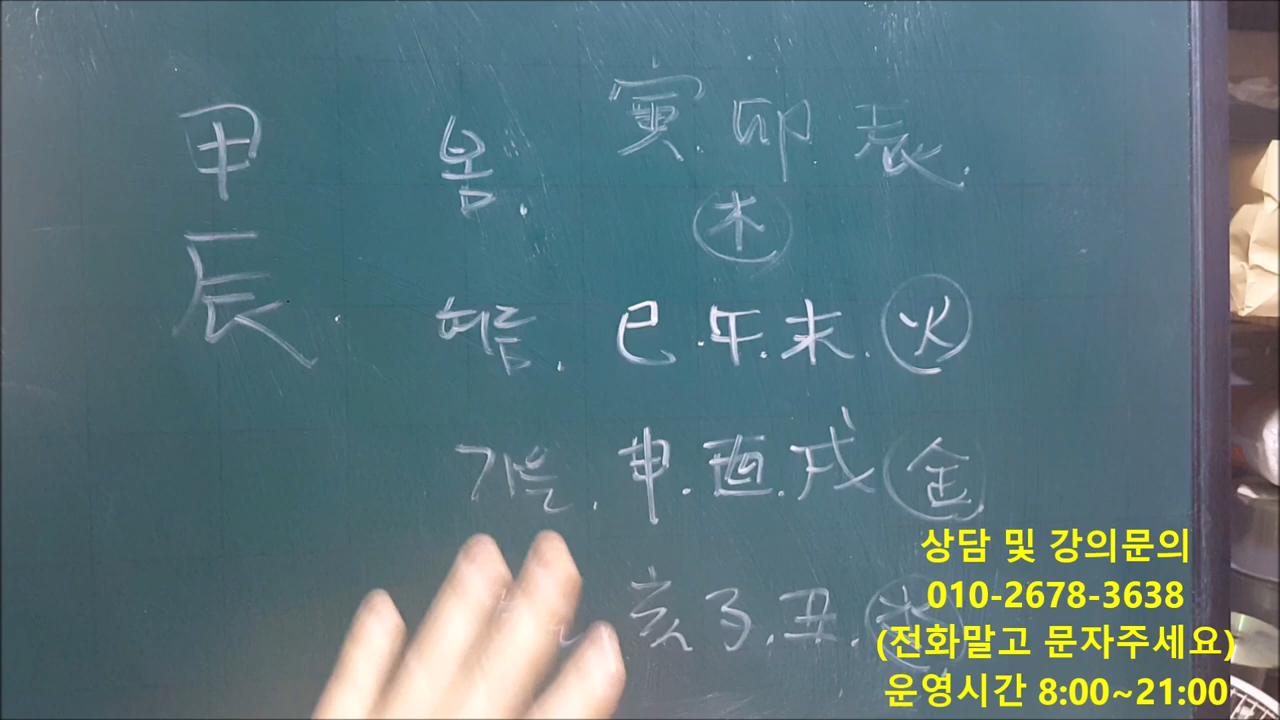 甲辰.
봄. 寅. 卯 辰.
木
여름. 巳. 午. 未. 火
가을. 申. 酉. 戌 金
亥 子. 丑. 水
상담 및 강의문의
010-2678-3638
(전화말고 문자주세요)
운영시간 8:00~21:00